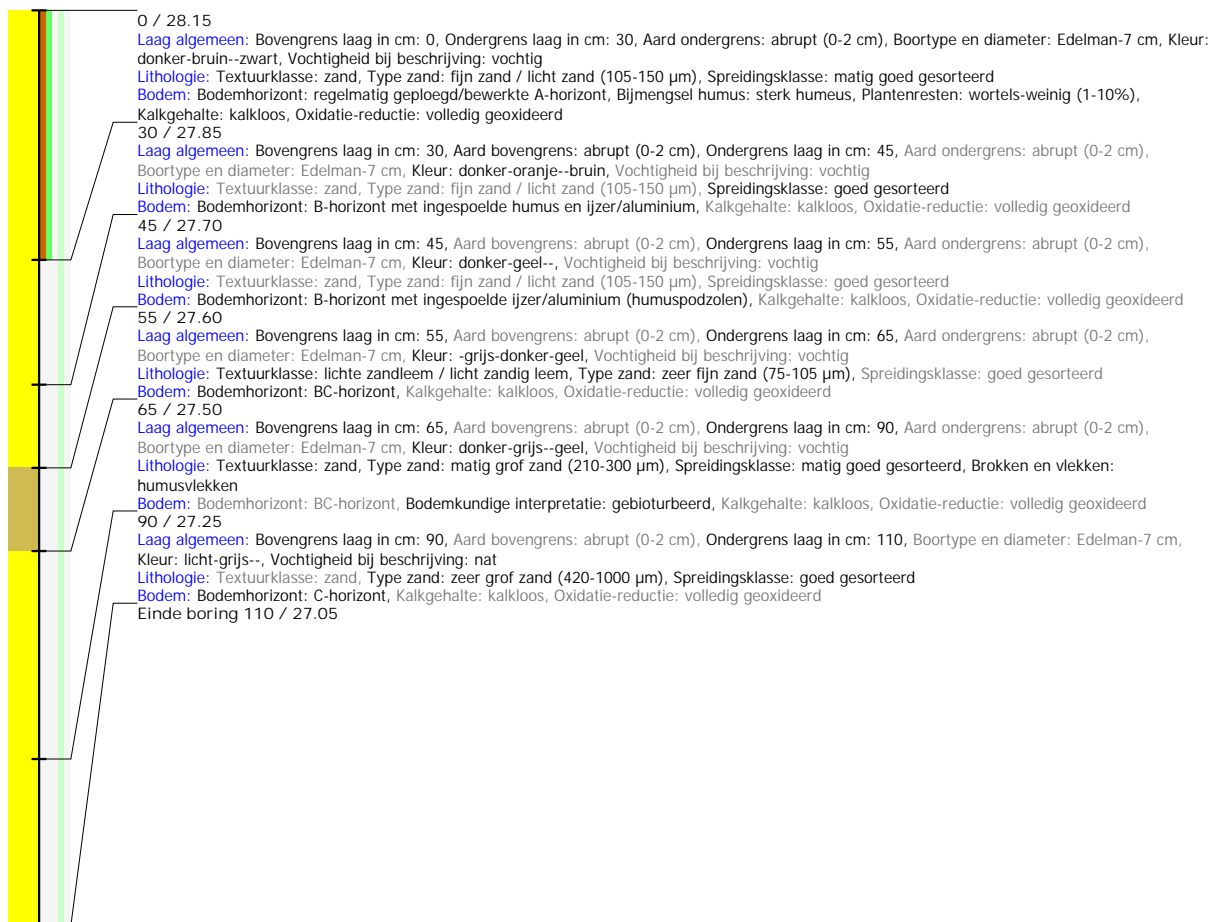 0 / 28.15
Laag algemeen: Bovengrens laag in cm: 0, Ondergrens laag in cm: 30, Aard ondergrens: abrupt (0-2 cm), Boortype en diameter: Edelman-7 cm, Kleur:
donker-bruin--zwart, Vochtigheid bij beschrijving: vochtig
Lithologie: Textuurklasse: zand, Type zand: fijn zand / licht zand (105-150 µm), Spreidingsklasse: matig goed gesorteerd
Bodem: Bodemhorizont: regelmatig geploegd/bewerkte A-horizont, Bijmengsel humus: sterk humeus, Plantenresten: wortels-weinig (1-10%),
Kalkgehalte: kalkloos, Oxidatie-reductie: volledig geoxideerd
30 / 27.85
Laag algemeen: Bovengrens laag in cm: 30, Aard bovengrens: abrupt (0-2 cm), Ondergrens laag in cm: 45, Aard ondergrens: abrupt (0-2 cm),
Boortype en diameter: Edelman-7 cm, Kleur: donker-oranje--bruin, Vochtigheid bij beschrijving: vochtig
Lithologie: Textuurklasse: zand, Type zand: fijn zand / licht zand (105-150 µm), Spreidingsklasse: goed gesorteerd
Bodem: Bodemhorizont: B-horizont met ingespoelde humus en ijzer/aluminium, Kalkgehalte: kalkloos, Oxidatie-reductie: volledig geoxideerd
45 / 27.70
Laag algemeen: Bovengrens laag in cm: 45, Aard bovengrens: abrupt (0-2 cm), Ondergrens laag in cm: 55, Aard ondergrens: abrupt (0-2 cm),
Boortype en diameter: Edelman-7 cm, Kleur: donker-geel--, Vochtigheid bij beschrijving: vochtig
Lithologie: Textuurklasse: zand, Type zand: fijn zand / licht zand (105-150 µm), Spreidingsklasse: goed gesorteerd
Bodem: Bodemhorizont: B-horizont met ingespoelde ijzer/aluminium (humuspodzolen), Kalkgehalte: kalkloos, Oxidatie-reductie: volledig geoxideerd
55 / 27.60
Laag algemeen: Bovengrens laag in cm: 55, Aard bovengrens: abrupt (0-2 cm), Ondergrens laag in cm: 65, Aard ondergrens: abrupt (0-2 cm),
Boortype en diameter: Edelman-7 cm, Kleur: -grijs-donker-geel, Vochtigheid bij beschrijving: vochtig
Lithologie: Textuurklasse: lichte zandleem / licht zandig leem, Type zand: zeer fijn zand (75-105 µm), Spreidingsklasse: goed gesorteerd
Bodem: Bodemhorizont: BC-horizont, Kalkgehalte: kalkloos, Oxidatie-reductie: volledig geoxideerd
65 / 27.50
Laag algemeen: Bovengrens laag in cm: 65, Aard bovengrens: abrupt (0-2 cm), Ondergrens laag in cm: 90, Aard ondergrens: abrupt (0-2 cm),
Boortype en diameter: Edelman-7 cm, Kleur: donker-grijs--geel, Vochtigheid bij beschrijving: vochtig
Lithologie: Textuurklasse: zand, Type zand: matig grof zand (210-300 µm), Spreidingsklasse: matig goed gesorteerd, Brokken en vlekken:
humusvlekken
Bodem: Bodemhorizont: BC-horizont, Bodemkundige interpretatie: gebioturbeerd, Kalkgehalte: kalkloos, Oxidatie-reductie: volledig geoxideerd
90 / 27.25
Laag algemeen: Bovengrens laag in cm: 90, Aard bovengrens: abrupt (0-2 cm), Ondergrens laag in cm: 110, Boortype en diameter: Edelman-7 cm,
Kleur: licht-grijs--, Vochtigheid bij beschrijving: nat
Lithologie: Textuurklasse: zand, Type zand: zeer grof zand (420-1000 µm), Spreidingsklasse: goed gesorteerd
Bodem: Bodemhorizont: C-horizont, Kalkgehalte: kalkloos, Oxidatie-reductie: volledig geoxideerd
Einde boring 110 / 27.05